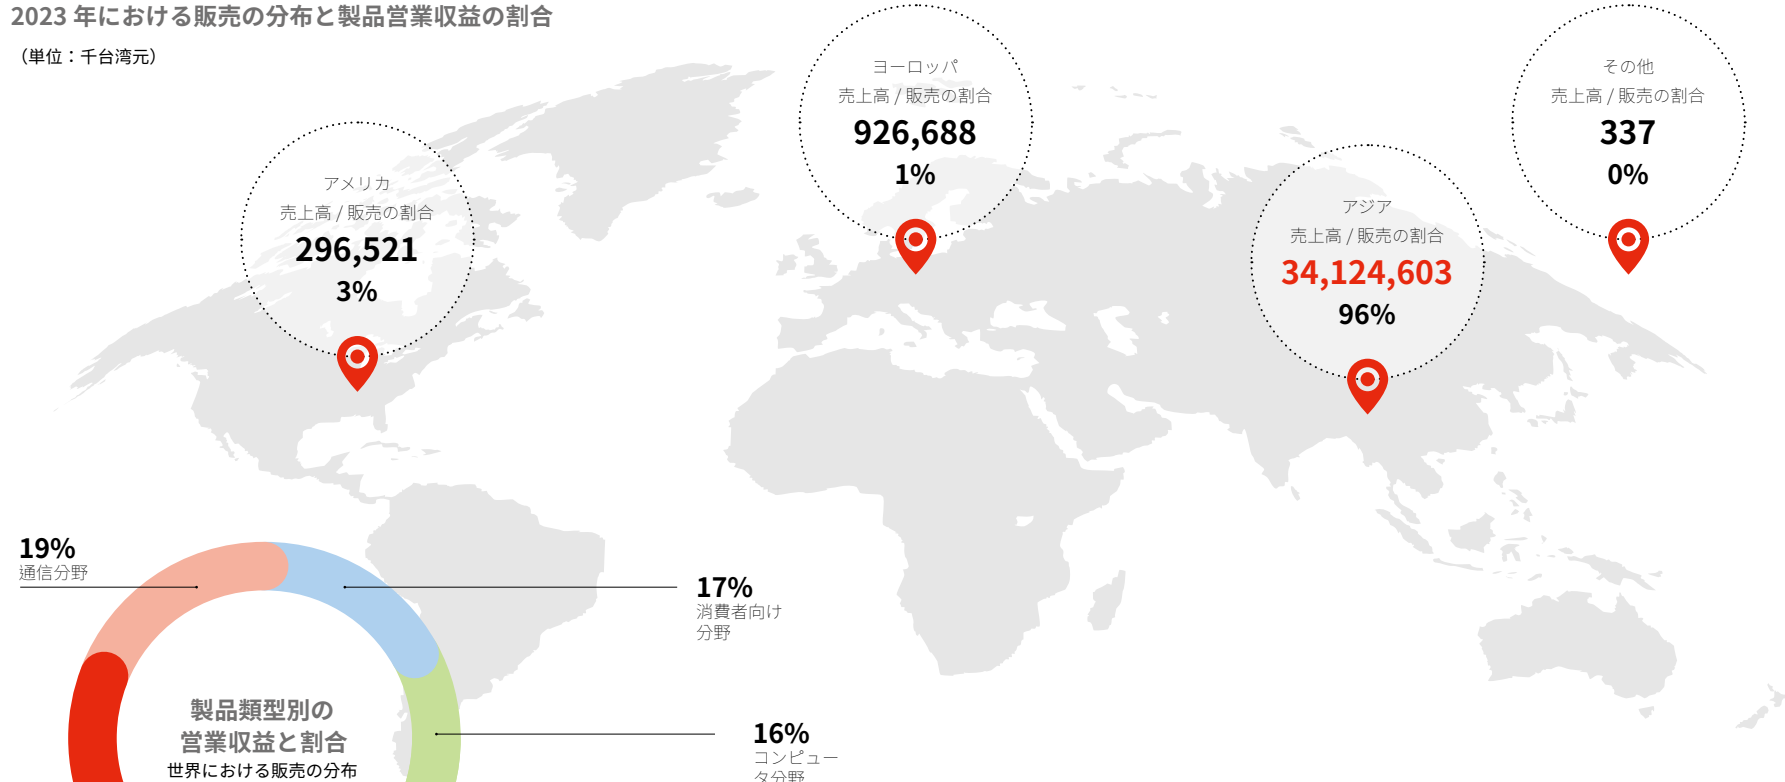 2023 年における販売の分布と製品営業収益の割合
（単位：千台湾元）
ヨーロッパ
売上高 / 販売の割合
926,688
1%
その他
売上高 / 販売の割合
337
0%
アメリカ
売上高 / 販売の割合
296,521
3%
アジア
売上高 / 販売の割合
34,124,603
96%
19%
通信分野
17%
消費者向け
分野
製品類型別の
営業収益と割合
世界における販売の分布
16%
コンピュー
タ分野